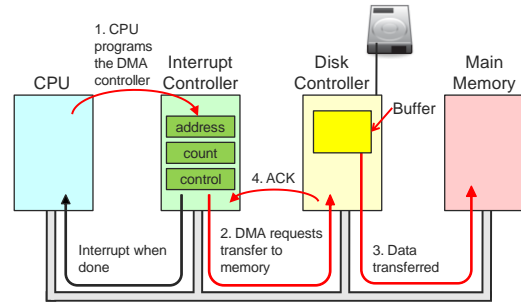 1. CPU
programs
the DMA
controller
CPU
Interrupt
Controller
Disk
Controller
Main
Memory
Buffer
address
count
control
4. ACK
Interrupt when
done
2. DMA requests
transfer to
memory
3. Data
transferred